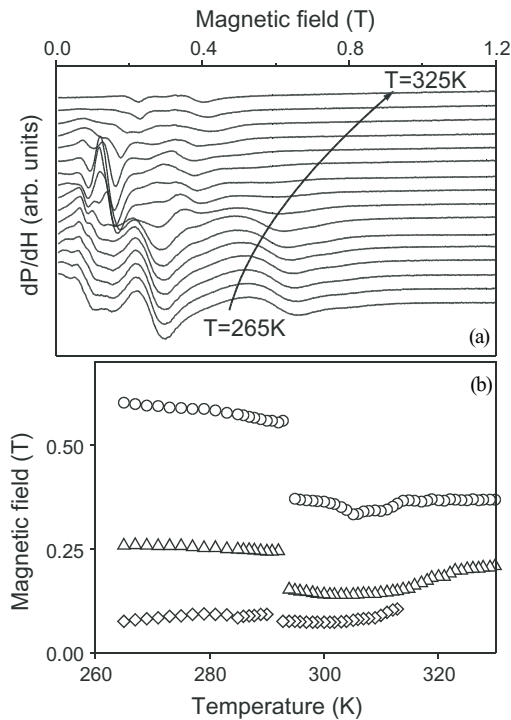 Magnetic field (T)
0.0 0.4 0.8 1.2
T=325K
dP/dH (arb. units)
T=265K
(a)
(b)
0.50
0.25
0.00
Magnetic field (T)
260 280 300 320
Temperature (K)